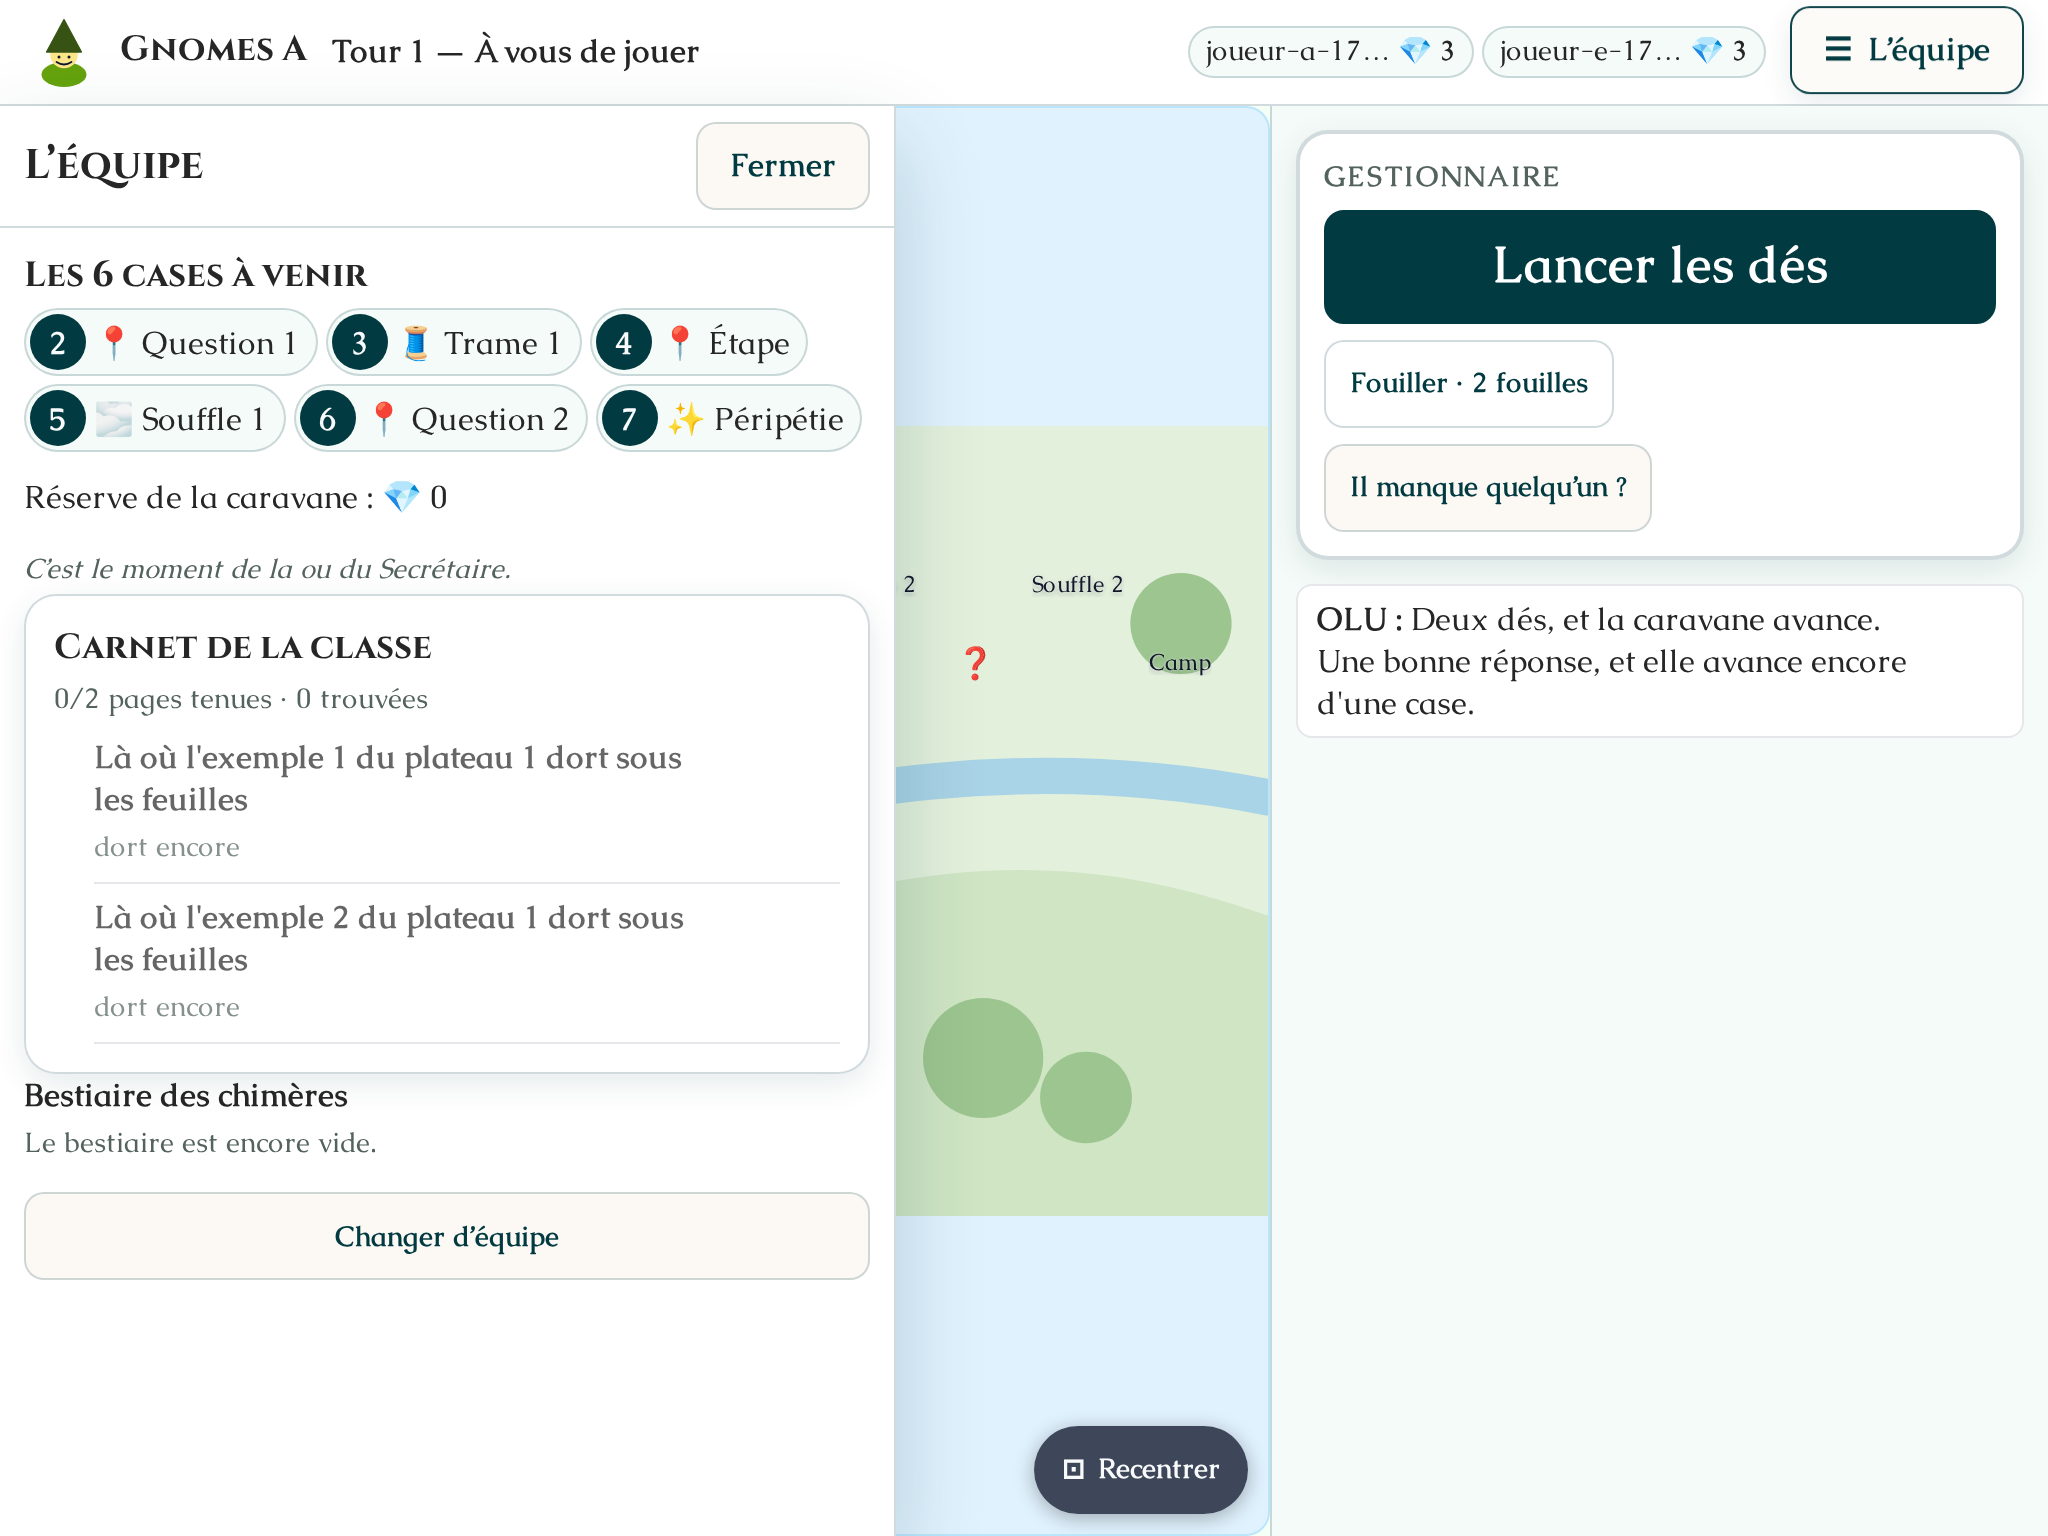 Gnomes A Tour 1 — À vous de jouer
joueur-a-17… 3
joueur-e-17… 3
☰ L’équipe
L’équipe
Fermer
Les 6 cases à venir
2 Question 1
3 Trame 1
4 Étape
5 Souffle 1
6 Question 2
7 Péripétie
Réserve de la caravane : 0
C’est le moment de la ou du Secrétaire.
Carnet de la classe
0/2 pages tenues · 0 trouvées
Là où l'exemple 1 du plateau 1 dort sous
les feuilles
dort encore
Là où l'exemple 2 du plateau 1 dort sous
les feuilles
dort encore
Bestiaire des chimères
Le bestiaire est encore vide.
Changer d’équipe
2
Souffle 2
❓
Camp
Recentrer
GESTIONNAIRE
Lancer les dés
Fouiller · 2 fouilles
Il manque quelqu’un ?
OLU : Deux dés, et la caravane avance.
Une bonne réponse, et elle avance encore
d'une case.